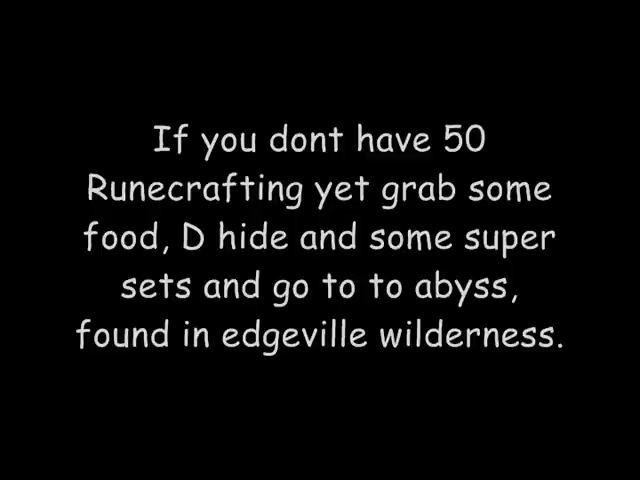 If you dont have 50
Runecrafting yet grab some
food, D hide and some super
sets and go to to abyss,
found in edgeville wilderness.